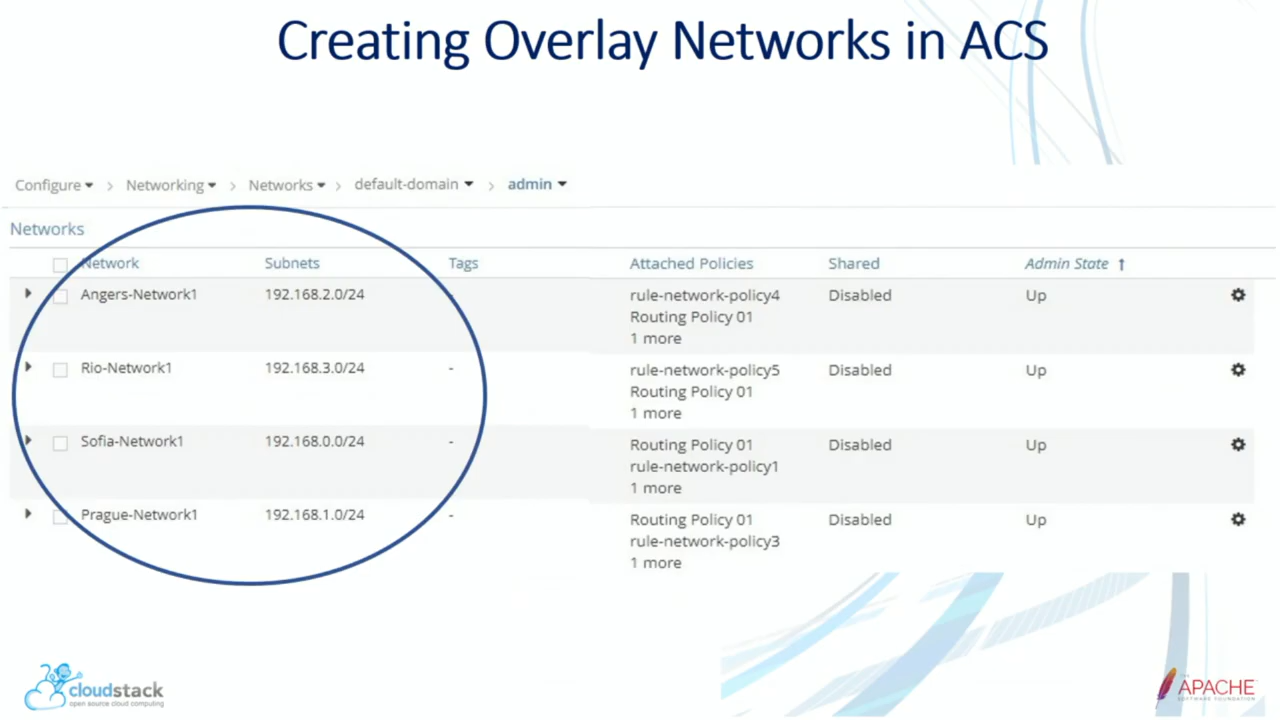 Creating Overlay Networks in ACS
Configure > Networking > Networks > default-domain > admin
Networks
Network Subnets Tags Attached Policies Shared Admin State ↑
Angers-Network1 192.168.2.0/24 - rule-network-policy4 Disabled Up
Routing Policy 01
1 more
Rio-Network1 192.168.3.0/24 - rule-network-policy5 Disabled Up
Routing Policy 01
1 more
Sofia-Network1 192.168.0.0/24 - Routing Policy 01 Disabled Up
rule-network-policy1
1 more
Prague-Network1 192.168.1.0/24 - Routing Policy 01 Disabled Up
rule-network-policy3
1 more
cloudstack
open source cloud computing
THE
APACHE
SOFTWARE FOUNDATION